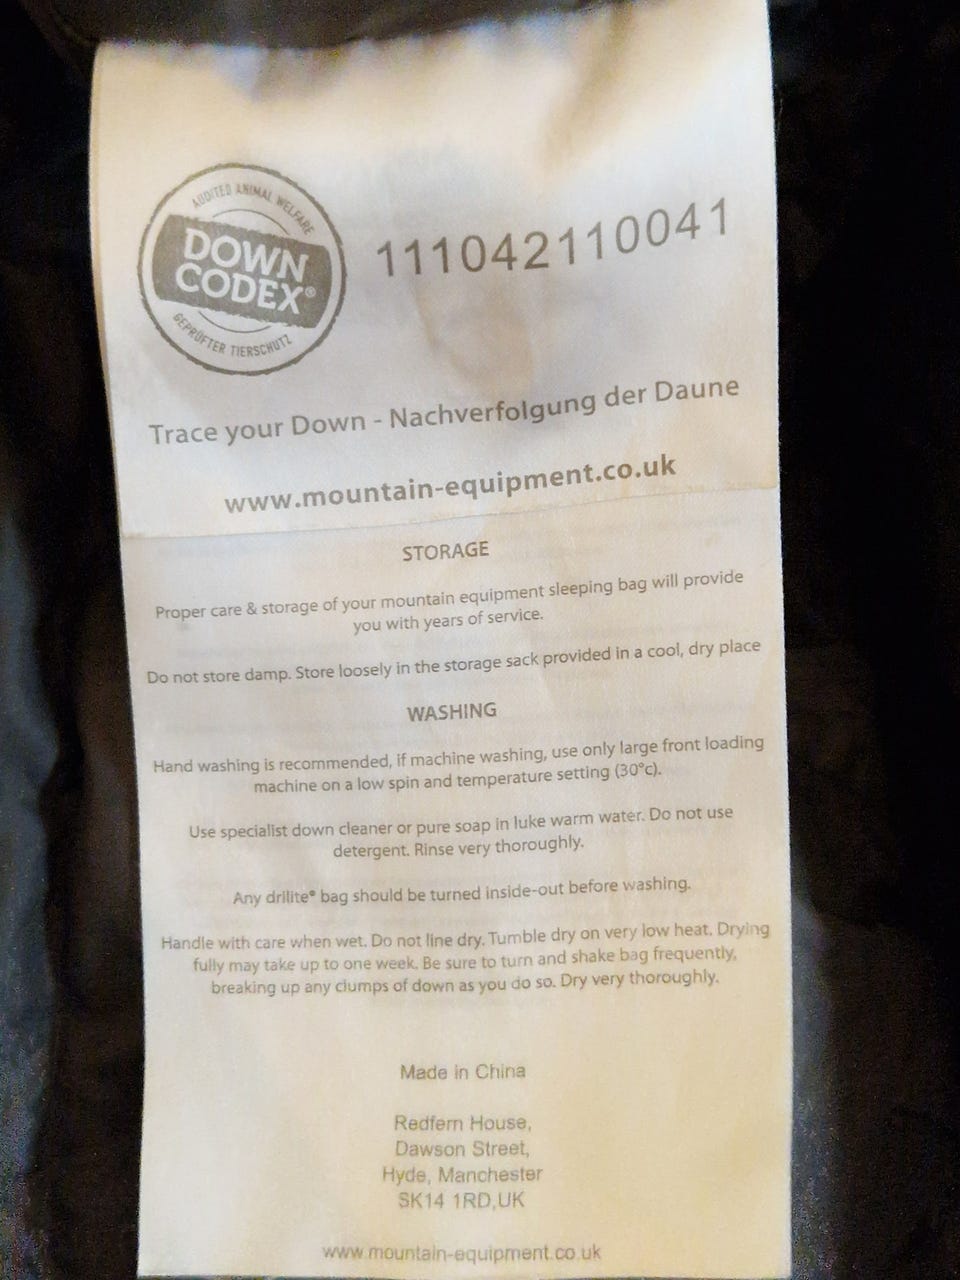 AUDITED ANIMAL WELFARE
DOWN
CODEX®
GEPRÜFTER TIERSCHUTZ
111042110041
Trace your Down - Nachverfolgung der Daune
www.mountain-equipment.co.uk
STORAGE
Proper care & storage of your mountain equipment sleeping bag will provide
you with years of service.
Do not store damp. Store loosely in the storage sack provided in a cool, dry place
WASHING
Hand washing is recommended, if machine washing, use only large front loading
machine on a low spin and temperature setting (30°c).
Use specialist down cleaner or pure soap in luke warm water. Do not use
detergent. Rinse very thoroughly.
Any drilite® bag should be turned inside-out before washing.
Handle with care when wet. Do not line dry. Tumble dry on very low heat. Drying
fully may take up to one week. Be sure to turn and shake bag frequently,
breaking up any clumps of down as you do so. Dry very thoroughly.
Made in China
Redfern House,
Dawson Street,
Hyde, Manchester
SK14 1RD,UK
www.mountain-equipment.co.uk